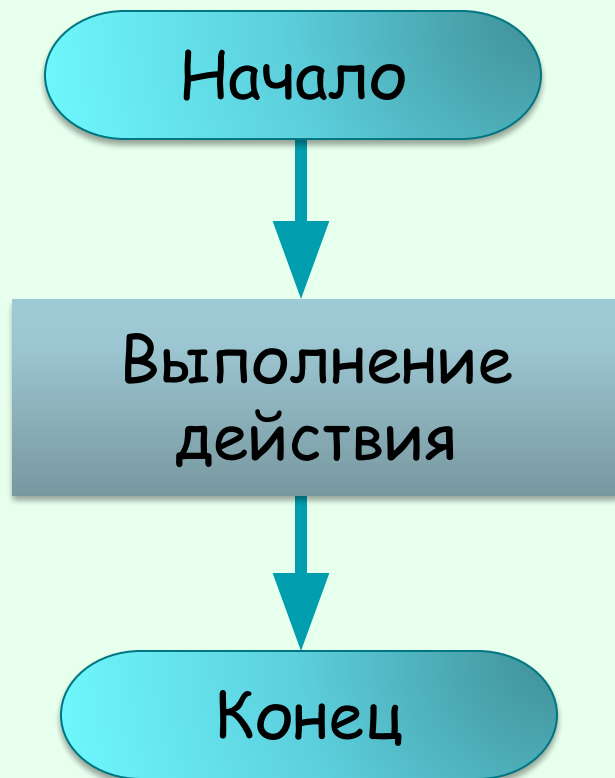 Начало
Выполнение
действия
Конец